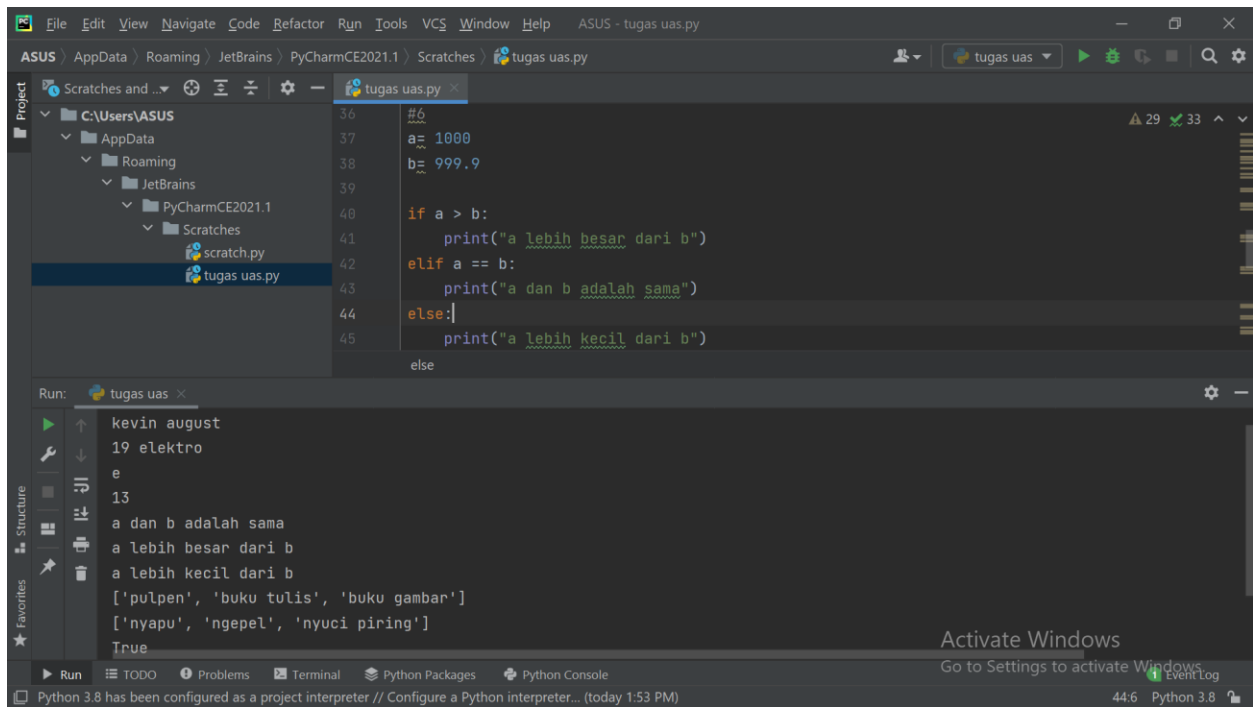 PC File Edit View Navigate Code Refactor Run Tools VCS Window Help ASUS - tugas uas.py
ASUS AppData Roaming JetBrains PyCharmCE2021.1 Scratches tugas uas.py tugas uas
Project Scratches and ... tugas uas.py
C:\Users\ASUS
AppData
Roaming
JetBrains
PyCharmCE2021.1
Scratches
scratch.py
tugas uas.py
36 #6
29 33
37 a= 1000
38 b= 999.9
39
40 if a > b:
41 print("a lebih besar dari b")
42 elif a == b:
43 print("a dan b adalah sama")
44 else:
45 print("a lebih kecil dari b")
else
Run: tugas uas
kevin august
19 elektro
e
13
a dan b adalah sama
a lebih besar dari b
a lebih kecil dari b
['pulpen', 'buku tulis', 'buku gambar']
['nyapu', 'ngepel', 'nyuci piring']
True
Structure
Favorites
Activate Windows
Go to Settings to activate Windows.
Run TODO Problems Terminal Python Packages Python Console 1 Event Log
Python 3.8 has been configured as a project interpreter // Configure a Python interpreter... (today 1:53 PM) 44:6 Python 3.8